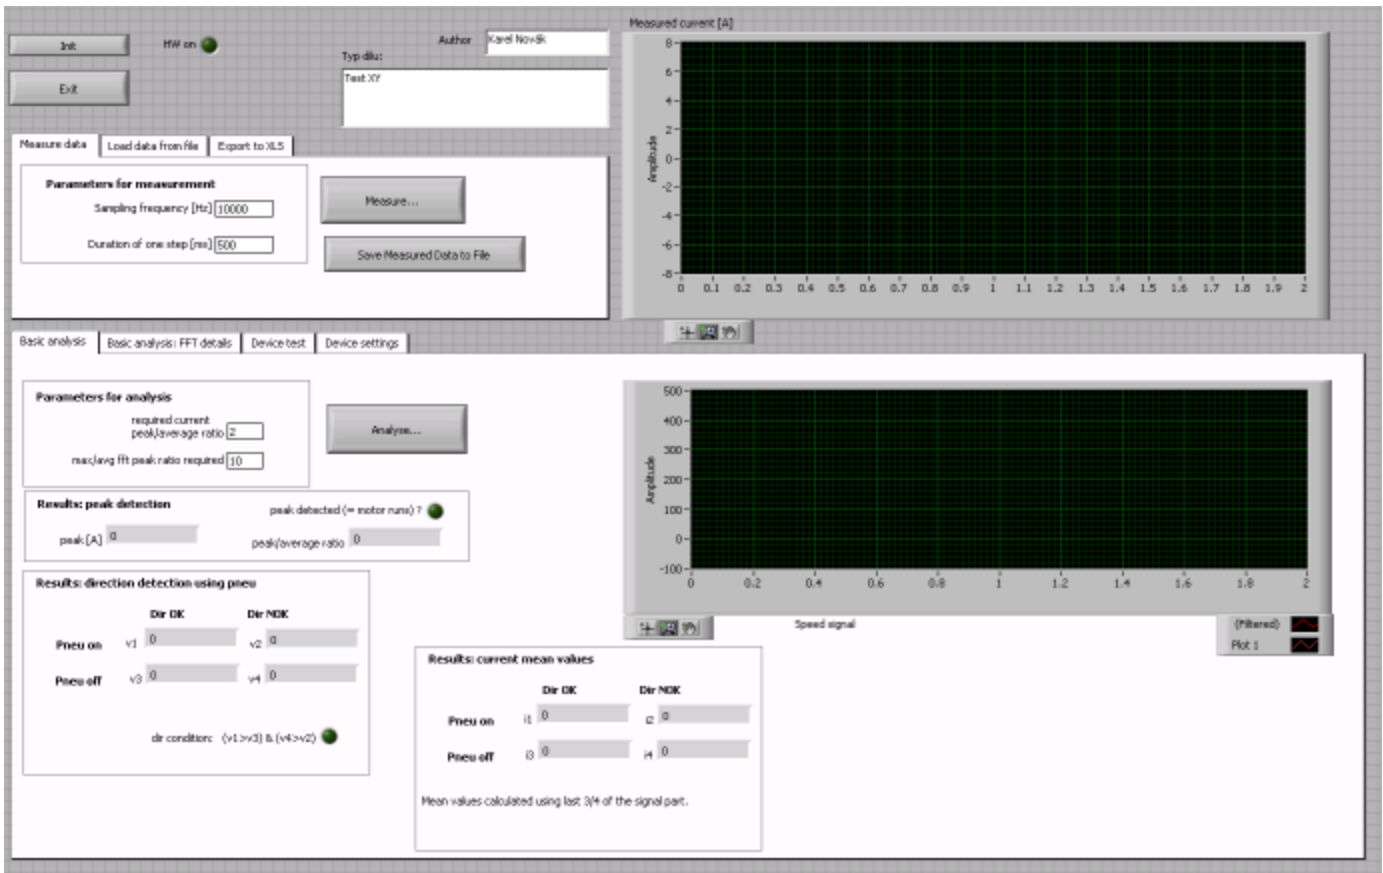 Init
HW on
Author
Karel Novák
Exit
Typ dílu:
Test XY
Measure data
Load data from file
Export to XLS
Parameters for measurement
Sampling frequency [Hz] 10000
Duration of one step [ms] 500
Measure...
Save Measured Data to File
Measured current [A]
Amplitude
8
6
4
2
0
-2
-4
-6
-8
0 0.1 0.2 0.3 0.4 0.5 0.6 0.7 0.8 0.9 1 1.1 1.2 1.3 1.4 1.5 1.6 1.7 1.8 1.9 2
Basic analysis
Basic analysis: FFT details
Device test
Device settings
Parameters for analysis
required current
peak/average ratio 2
max/avg fft peak ratio required 10
Analyse...
Results: peak detection
peak detected (= motor runs) ?
peak [A] 0
peak/average ratio 0
Results: direction detection using pneu
Dir OK Dir NOK
Pneu on v1 0 v2 0
Pneu off v3 0 v4 0
dir condition: (v1>v3) & (v4>v2)
Amplitude
500
400
300
200
100
0
-100
0 0.2 0.4 0.6 0.8 1 1.2 1.4 1.6 1.8 2
Speed signal
(Filtered)
Plot 1
Results: current mean values
Dir OK Dir NOK
Pneu on i1 0 i2 0
Pneu off i3 0 i4 0
Mean values calculated using last 3/4 of the signal part.